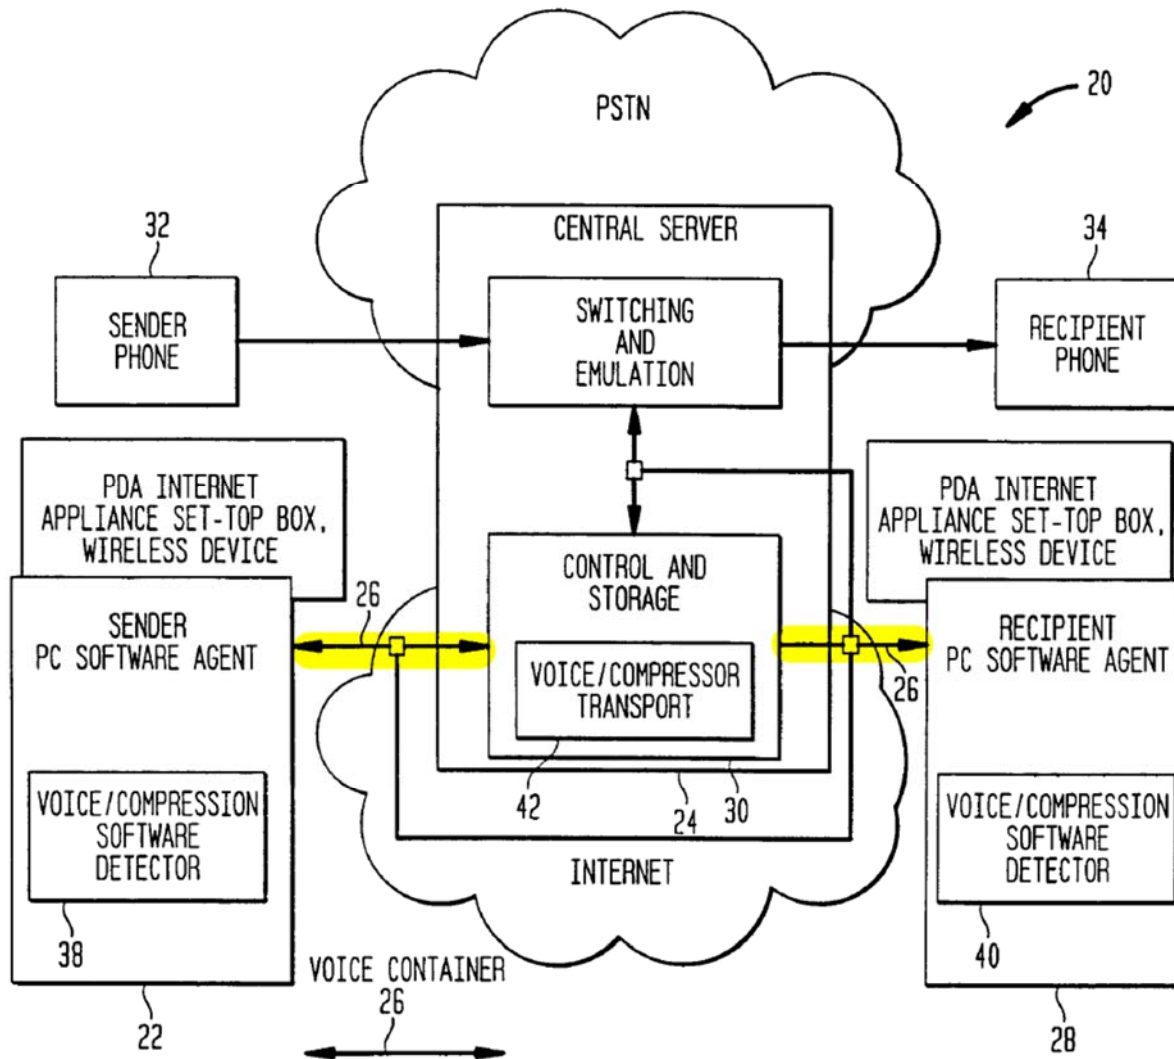 PSTN
20
CENTRAL SERVER
32
SENDER
PHONE
SWITCHING
AND
EMULATION
34
RECIPIENT
PHONE
PDA INTERNET
APPLIANCE SET-TOP BOX,
WIRELESS DEVICE
PDA INTERNET
APPLIANCE SET-TOP BOX,
WIRELESS DEVICE
SENDER
PC SOFTWARE AGENT
26
CONTROL AND
STORAGE
VOICE/COMPRESSOR
TRANSPORT
26
RECIPIENT
PC SOFTWARE AGENT
42
24
30
VOICE/COMPRESSION
SOFTWARE
DETECTOR
38
INTERNET
VOICE/COMPRESSION
SOFTWARE
DETECTOR
40
22
VOICE CONTAINER
26
28